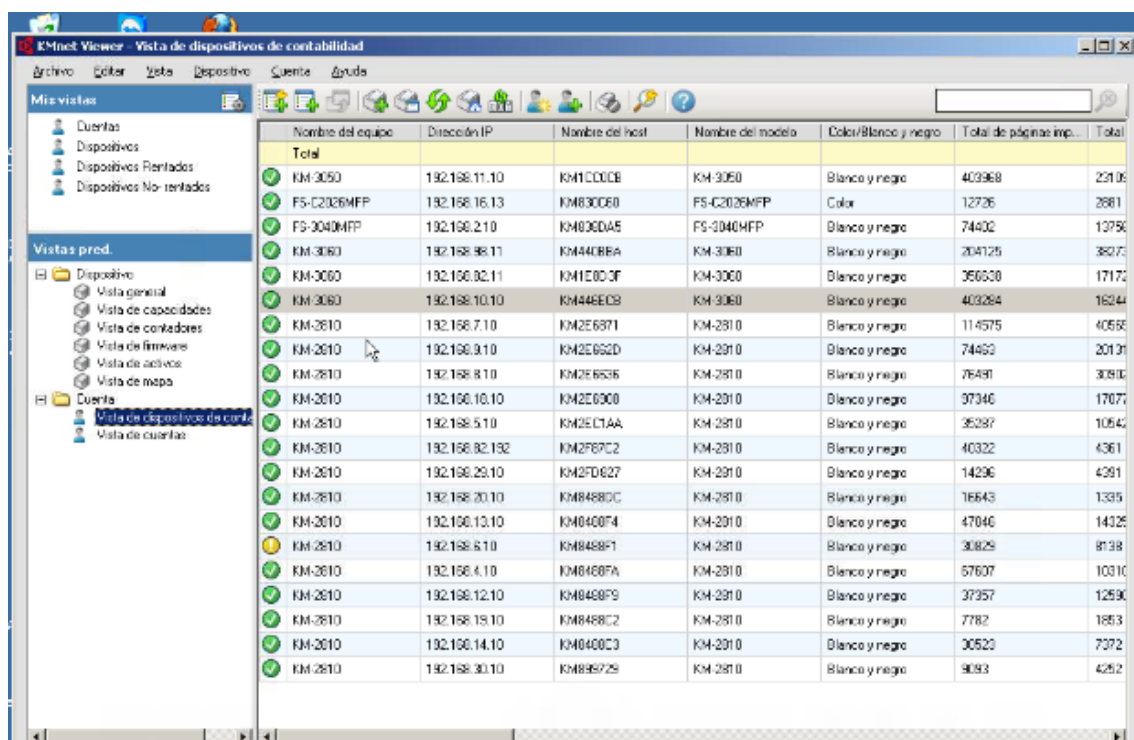 KMnet Viewer - Vista de dispositivos de contabilidad
Archivo Editar Vista Dispositivo Cuenta Ayuda
Mis vistas
Cuentas
Dispositivos
Dispositivos Rentados
Dispositivos No- rentados
Vistas pred.
Dispositivo
Vista general
Vista de capacidades
Vista de contadores
Vista de firmware
Vista de activos
Vista de mapa
Cuenta
Vista de dispositivos de conta
Vista de cuentas
Nombre del equipo Dirección IP Nombre del host Nombre del modelo Color/Blanco y negro Total de páginas imp... Total
Total
KM-3050 192.168.11.10 KM-3050 Blanco y negro 403968
FS-C2026MFP 192.168.16.13 FS-C2026MFP Color 12726 2881
FS-3040MFP 192.168.2.10 FS-3040MFP Blanco y negro 74402
KM-3060 192.168.98.11 KM-3060 Blanco y negro 204125
KM-3060 192.168.82.11 KM-3060 Blanco y negro 356638
KM-3060 192.168.10.10 KM446ECB KM-3060 Blanco y negro 403284
KM-2810 192.168.7.10 KM2E6871 KM-2810 Blanco y negro 114575
KM-2810 192.168.9.10 KM2E662D KM-2810 Blanco y negro 74463
KM-2810 192.168.8.10 KM2E6636 KM-2810 Blanco y negro 76491
KM-2810 192.168.18.10 KM2E6908 KM-2810 Blanco y negro 97346
KM-2810 192.168.5.10 KM2EC1AA KM-2810 Blanco y negro 35287
KM-2810 192.168.82.192 KM2F87C2 KM-2810 Blanco y negro 40322 4361
KM-2810 192.168.29.10 KM2FD827 KM-2810 Blanco y negro 14296 4391
KM-2810 192.168.20.10 KM8488DC KM-2810 Blanco y negro 16643 1335
KM-2810 192.168.13.10 KM8488F4 KM-2810 Blanco y negro 47046
KM-2810 192.168.6.10 KM8488F1 KM-2810 Blanco y negro 30829 8138
KM-2810 192.168.4.10 KM8488FA KM-2810 Blanco y negro 67607
KM-2810 192.168.12.10 KM8488F9 KM-2810 Blanco y negro 37357
KM-2810 192.168.19.10 KM8488C2 KM-2810 Blanco y negro 7782 1853
KM-2810 192.168.14.10 KM8488E3 KM-2810 Blanco y negro 30523 7372
KM-2810 192.168.30.10 KM899729 KM-2810 Blanco y negro 9093 4252